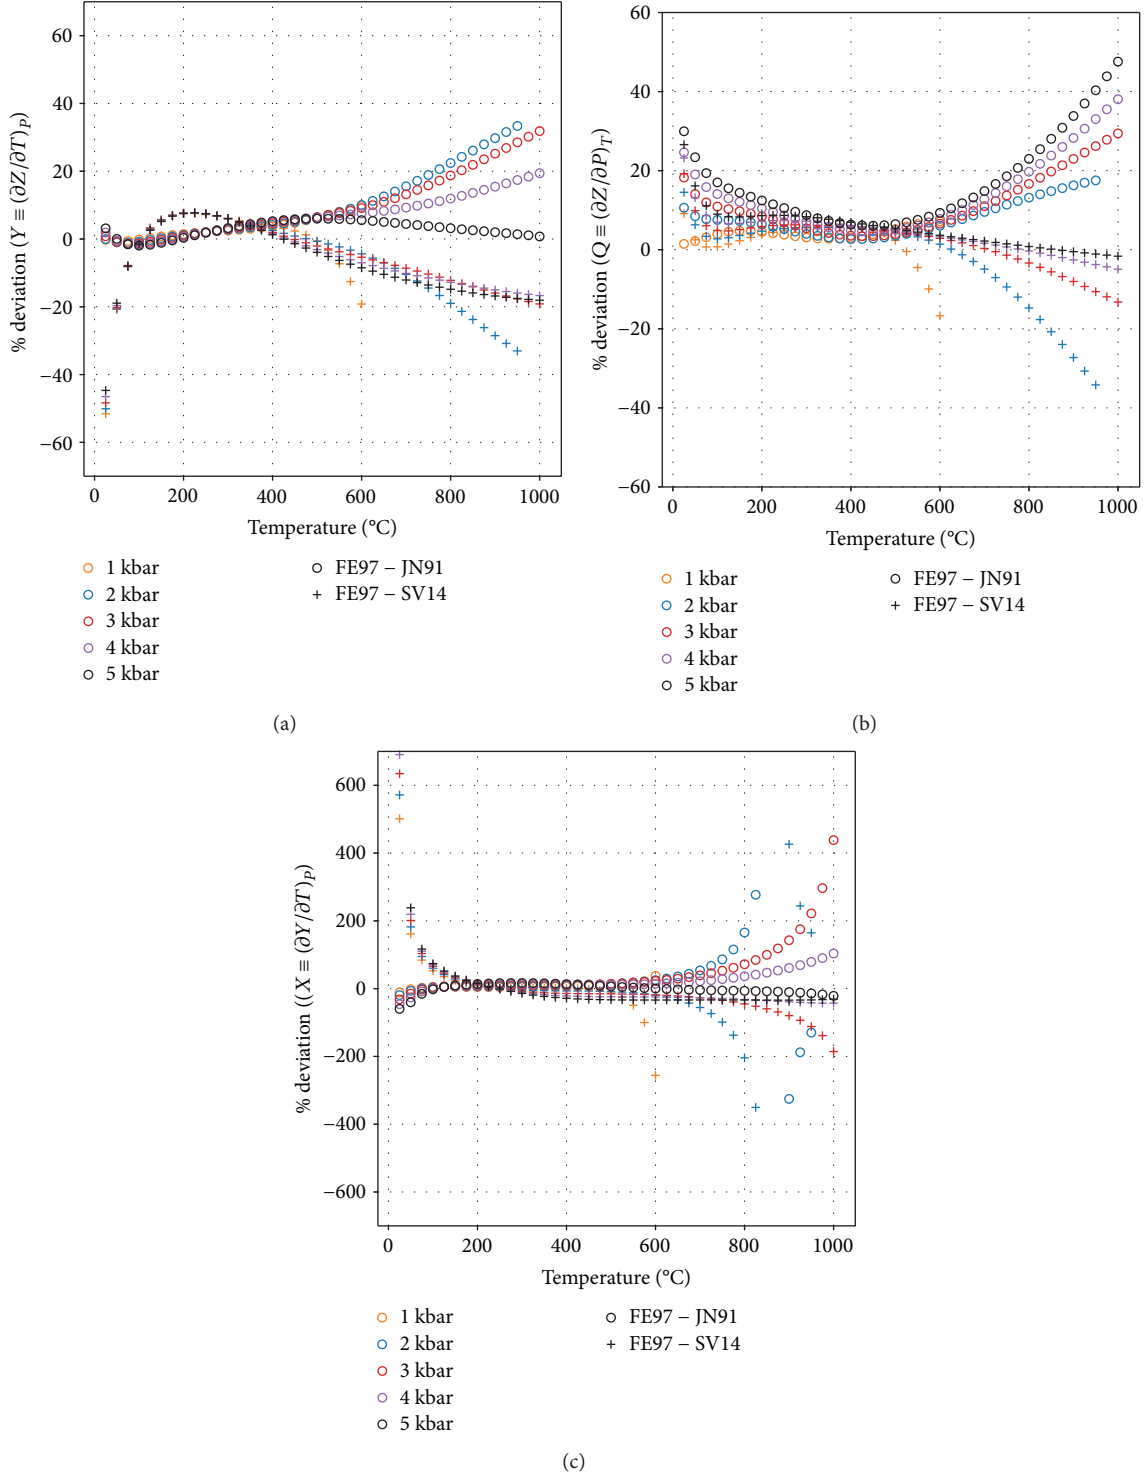 60
40
20
0
−20
−40
−60
% deviation (Y ≡ (∂Z/∂T)P)
0 200 400 600 800 1000
Temperature (°C)
1 kbar
2 kbar
3 kbar
4 kbar
5 kbar
FE97 − JN91
FE97 − SV14
(a)
60
40
20
0
−20
−40
−60
% deviation (Q ≡ (∂Z/∂P)T)
0 200 400 600 800 1000
Temperature (°C)
1 kbar
2 kbar
3 kbar
4 kbar
5 kbar
FE97 − JN91
FE97 − SV14
(b)
600
400
200
0
−200
−400
−600
% deviation ((X ≡ (∂Y/∂T)P)
0 200 400 600 800 1000
Temperature (°C)
1 kbar
2 kbar
3 kbar
4 kbar
5 kbar
FE97 − JN91
FE97 − SV14
(c)